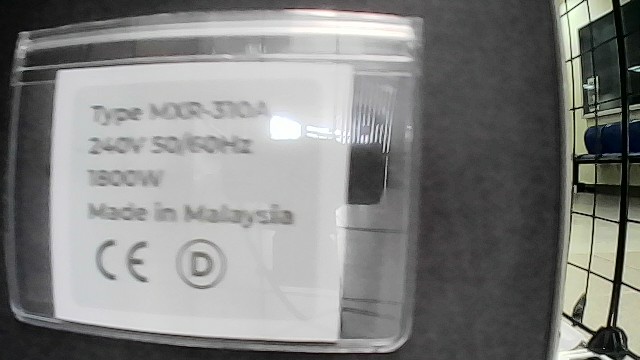 Type MXR-310A
240V 50/60Hz
1800W
Made in Malaysia
CE D